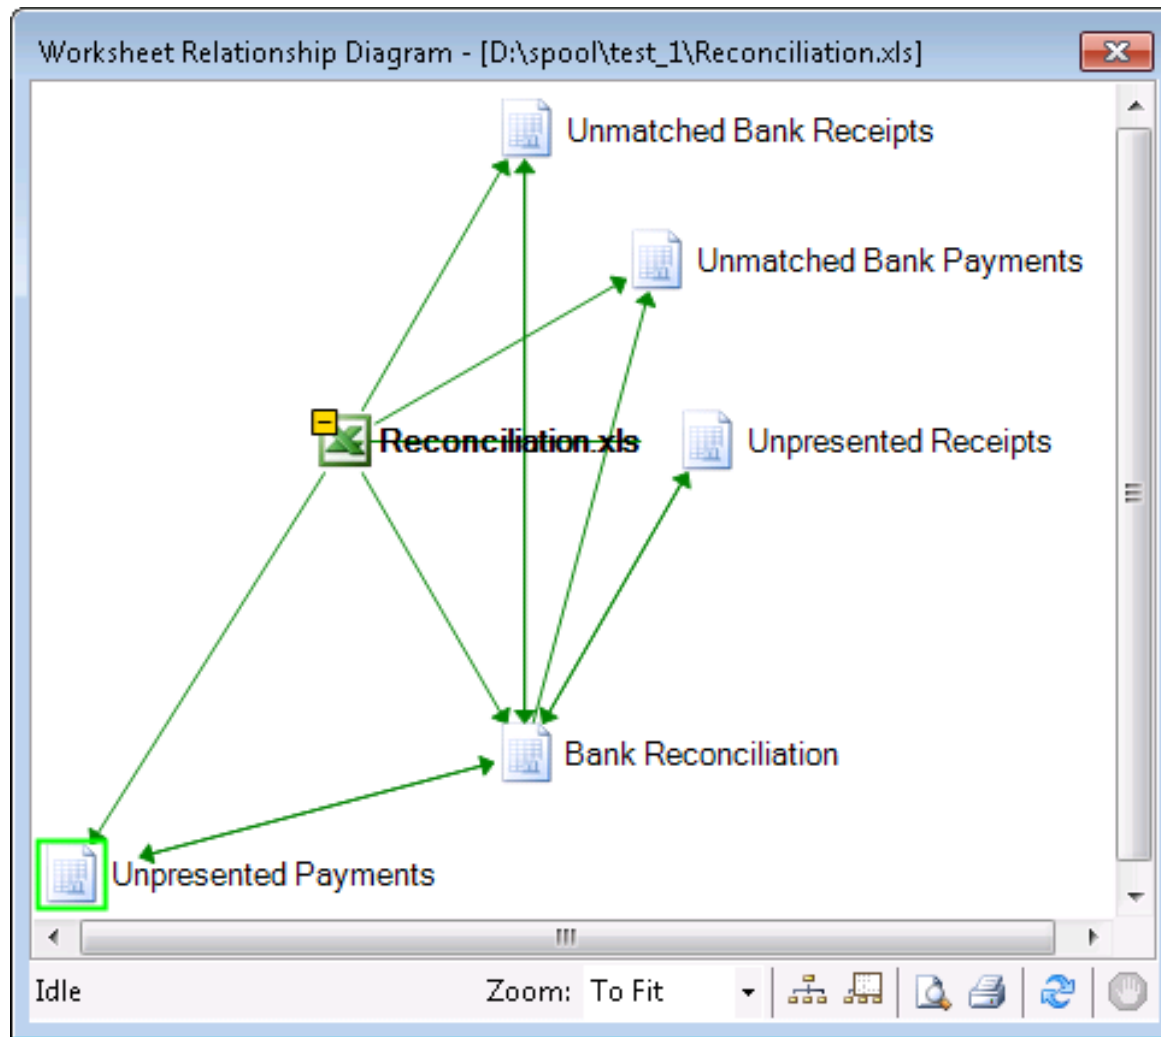 Worksheet Relationship Diagram - [D:\spool\test_1\Reconciliation.xls]
Unmatched Bank Receipts
Unmatched Bank Payments
Reconciliation.xls
Unpresented Receipts
Bank Reconciliation
Unpresented Payments
Idle
Zoom: To Fit